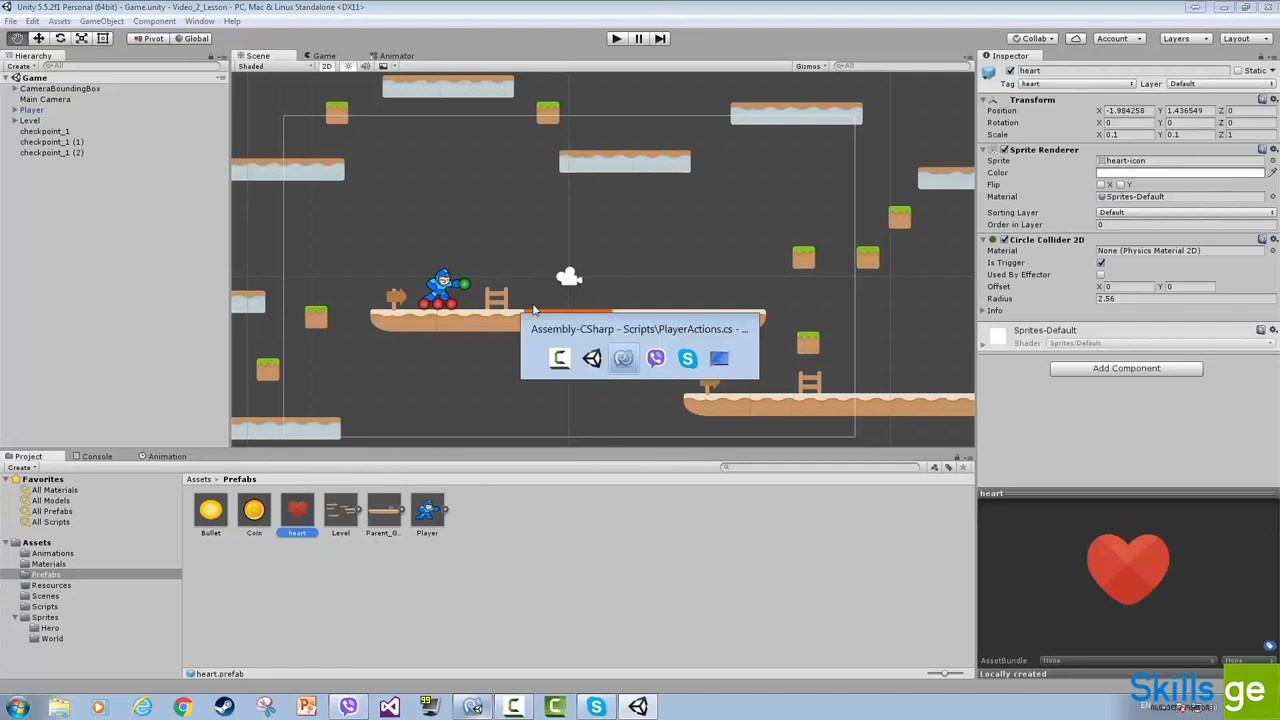 Unity 5.5.2f1 Personal (64bit) - Game.unity - Video_2_Lesson - PC, Mac & Linux Standalone <DX11>
File Edit Assets GameObject Component Window Help
Pivot Global
Collab Account Layers Layout
Hierarchy
Create All
Game
CameraBoundingBox
Main Camera
Player
Level
checkpoint_1
checkpoint_1 (1)
checkpoint_1 (2)
Scene Game Animator
Shaded 2D Gizmos All
Assembly-CSharp - Scripts\PlayerActions.cs - ...
Inspector
heart Static
Tag heart Layer Default
Transform
Position X -1.984258 Y 1.436549 Z 0
Rotation X 0 Y 0 Z 0
Scale X 0.1 Y 0.1 Z 1
Sprite Renderer
Sprite heart-icon
Color
Flip X Y
Material Sprites-Default
Sorting Layer Default
Order in Layer 0
Circle Collider 2D
Material None (Physics Material 2D)
Is Trigger
Used By Effector
Offset X 0 Y 0
Radius 2.56
Info
Sprites-Default
Shader Sprites/Default
Add Component
heart
AssetBundle None None
Locally created
Project Console Animation
Create
Favorites
All Materials
All Models
All Prefabs
All Scripts
Assets
Animations
Materials
Prefabs
Resources
Scenes
Scripts
Sprites
Hero
World
Assets Prefabs
Bullet Coin heart Level Parent_G... Player
heart.prefab
99
Skills ge